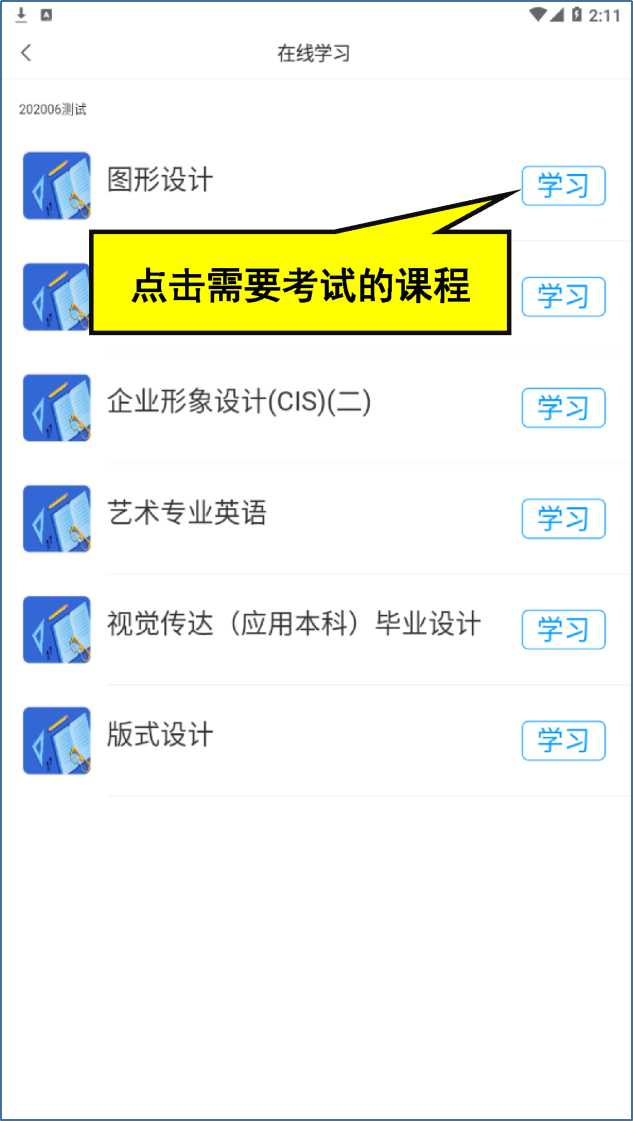 2:11
在线学习
202006测试
图形设计
学习
点击需要考试的课程
学习
企业形象设计(CIS)(二)
学习
艺术专业英语
学习
视觉传达（应用本科）毕业设计
学习
版式设计
学习